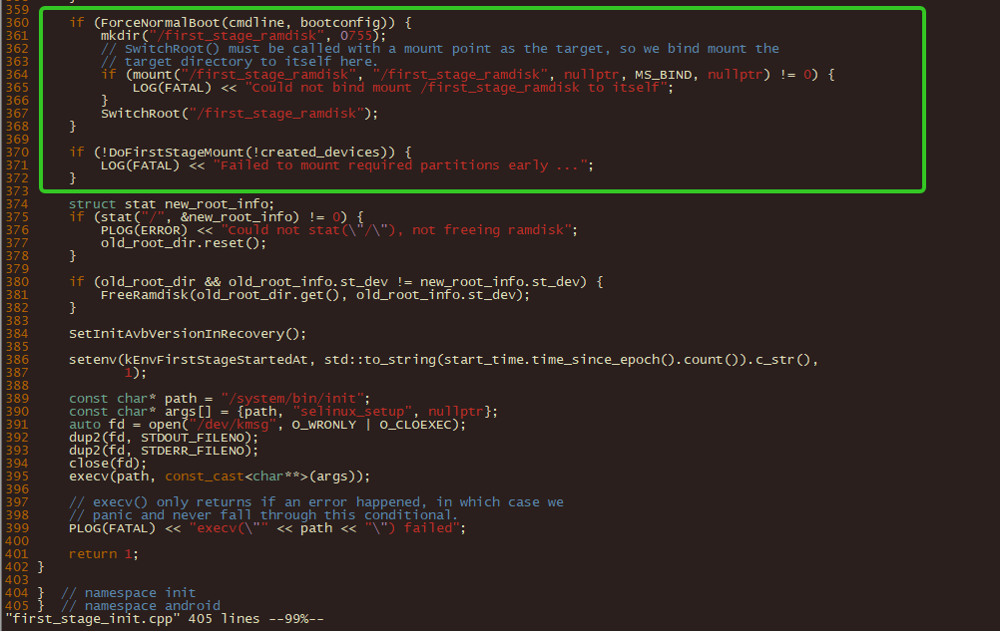 359
360     if (ForceNormalBoot(cmdline, bootconfig)) {
361         mkdir("/first_stage_ramdisk", 0755);
362         // SwitchRoot() must be called with a mount point as the target, so we bind mount the
363         // target directory to itself here.
364         if (mount("/first_stage_ramdisk", "/first_stage_ramdisk", nullptr, MS_BIND, nullptr) != 0) {
365             LOG(FATAL) << "Could not bind mount /first_stage_ramdisk to itself";
366         }
367         SwitchRoot("/first_stage_ramdisk");
368     }
369
370     if (!DoFirstStageMount(!created_devices)) {
371         LOG(FATAL) << "Failed to mount required partitions early ...";
372     }
373
374     struct stat new_root_info;
375     if (stat("/", &new_root_info) != 0) {
376         PLOG(ERROR) << "Could not stat(\"/\"), not freeing ramdisk";
377         old_root_dir.reset();
378     }
379
380     if (old_root_dir && old_root_info.st_dev != new_root_info.st_dev) {
381         FreeRamdisk(old_root_dir.get(), old_root_info.st_dev);
382     }
383
384     SetInitAvbVersionInRecovery();
385
386     setenv(kEnvFirstStageStartedAt, std::to_string(start_time.time_since_epoch().count()).c_str(),
387            1);
388
389     const char* path = "/system/bin/init";
390     const char* args[] = {path, "selinux_setup", nullptr};
391     auto fd = open("/dev/kmsg", O_WRONLY | O_CLOEXEC);
392     dup2(fd, STDOUT_FILENO);
393     dup2(fd, STDERR_FILENO);
394     close(fd);
395     execv(path, const_cast<char**>(args));
396
397     // execv() only returns if an error happened, in which case we
398     // panic and never fall through this conditional.
399     PLOG(FATAL) << "execv(\"" << path << "\") failed";
400
401     return 1;
402 }
403
404 }  // namespace init
405 }  // namespace android
"first_stage_init.cpp" 405 lines --99%--